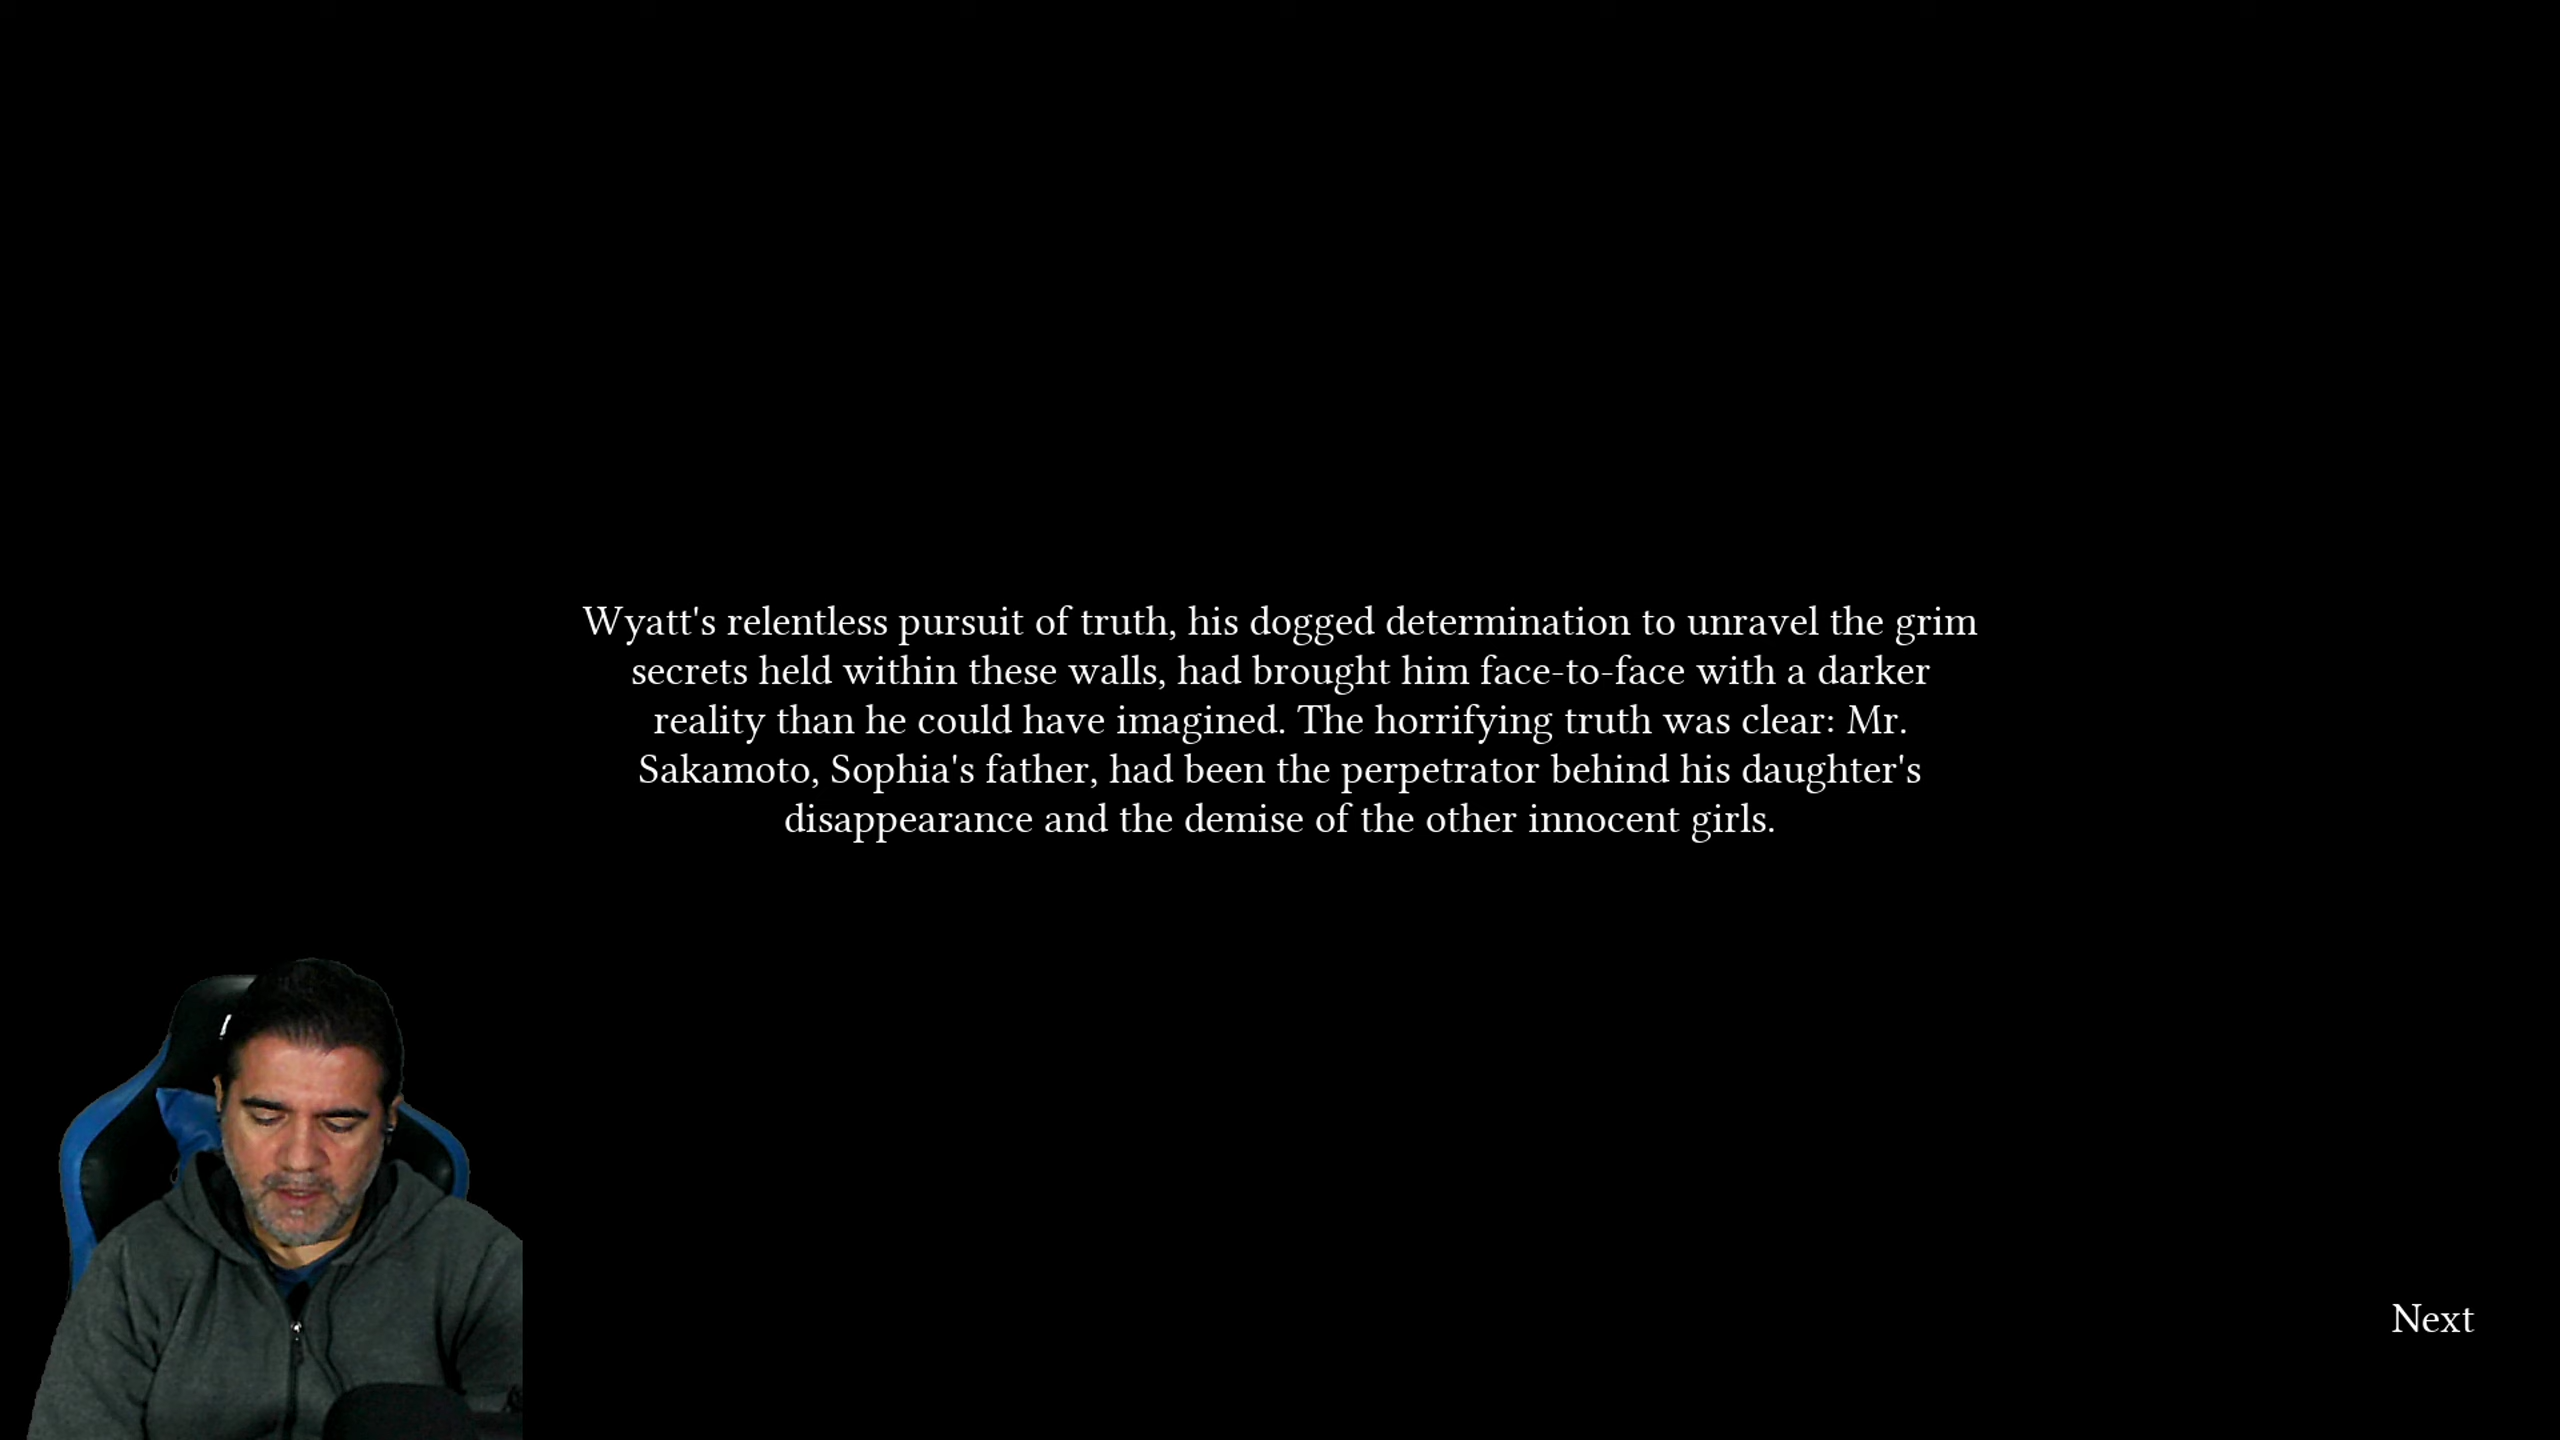 Wyatt's relentless pursuit of truth, his dogged determination to unravel the grim
secrets held within these walls, had brought him face-to-face with a darker
reality than he could have imagined. The horrifying truth was clear: Mr.
Sakamoto, Sophia's father, had been the perpetrator behind his daughter's
disappearance and the demise of the other innocent girls.
Next